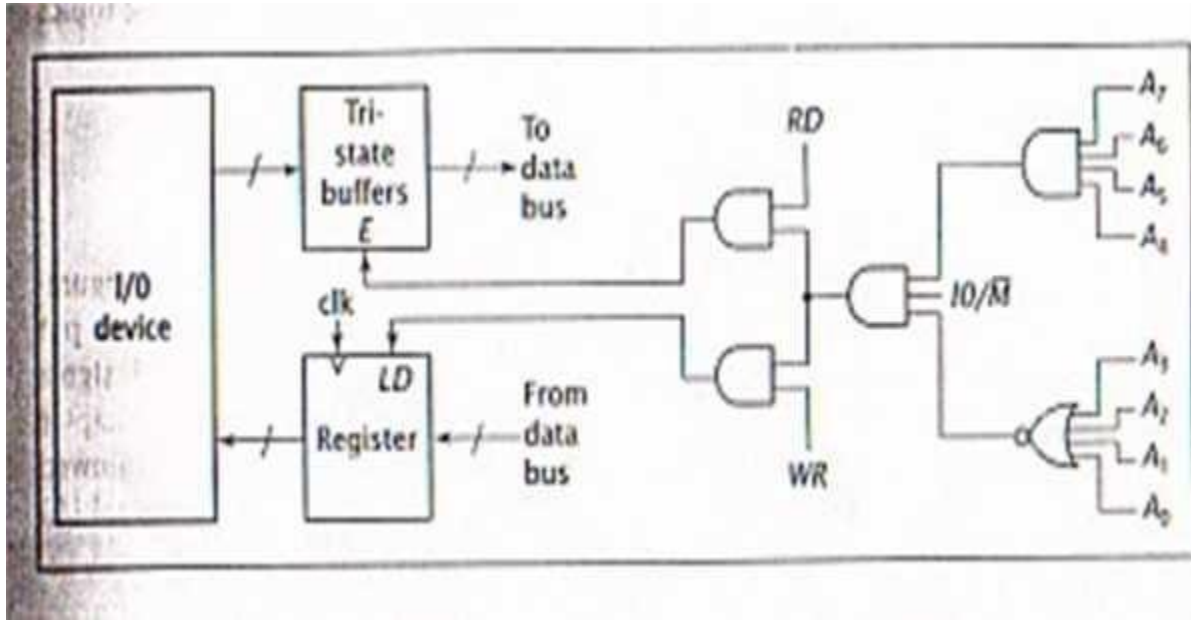 Tri-
state
buffers
E
To
data
bus
I/O
device
clk
LD
Register
From
data
bus
RD
WR
IO/M̅
A₇
A₆
A₅
A₄
A₃
A₂
A₁
A₀